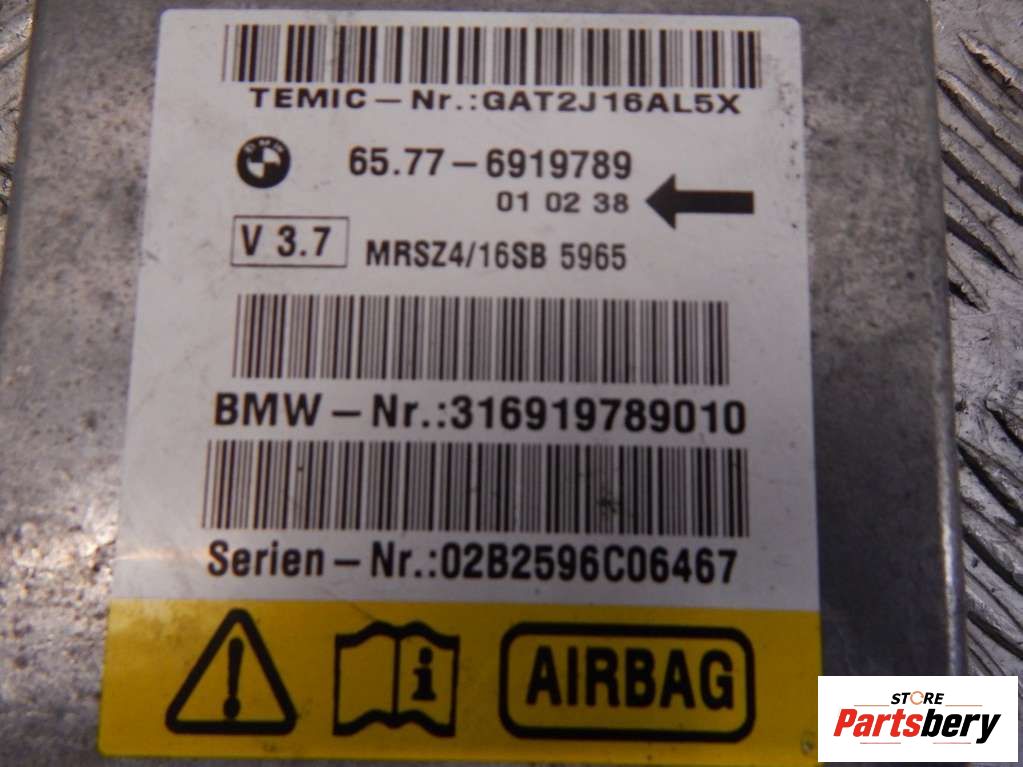 TEMIC-Nr.:GAT2J16AL5X
BMW
65.77-6919789
01 02 38
V 3.7
MRSZ4/16SB 5965
BMW-Nr.:316919789010
Serien-Nr.:02B2596C06467
AIRBAG
STORE
Partsbery